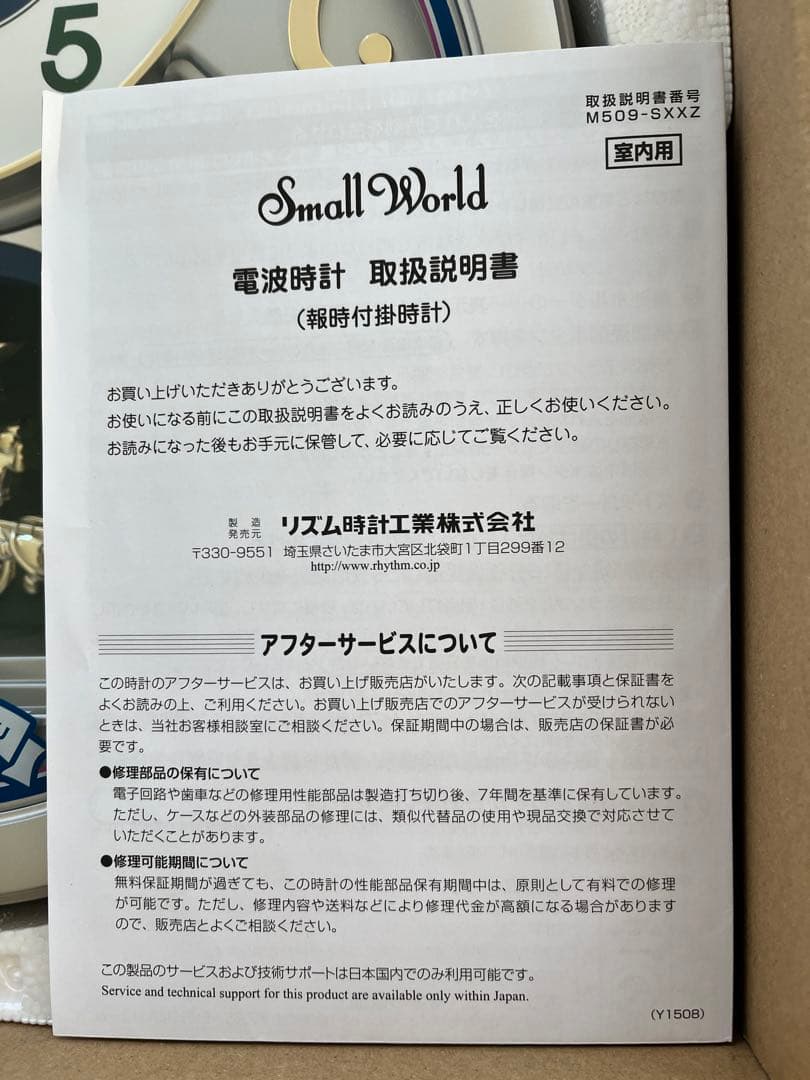 5
取扱説明書番号
M509-SXXZ
室内用
Small World
電波時計 取扱説明書
（報時付掛時計）
お買い上げいただきありがとうございます。
お使いになる前にこの取扱説明書をよくお読みのうえ、正しくお使いください。
お読みになった後もお手元に保管して、必要に応じてご覧ください。
製造
発売元 リズム時計工業株式会社
〒330-9551 埼玉県さいたま市大宮区北袋町1丁目299番12
http://www.rhythm.co.jp
アフターサービスについて
この時計のアフターサービスは、お買い上げ販売店がいたします。次の記載事項と保証書を
よくお読みの上、ご利用ください。お買い上げ販売店でのアフターサービスが受けられない
ときは、当社お客様相談室にご相談ください。保証期間中の場合は、販売店の保証書が必
要です。
●修理部品の保有について
電子回路や歯車などの修理用性能部品は製造打ち切り後、7年間を基準に保有しています。
ただし、ケースなどの外装部品の修理には、類似代替品の使用や現品交換で対応させて
いただくことがあります。
●修理可能期間について
無料保証期間が過ぎても、この時計の性能部品保有期間中は、原則として有料での修理
が可能です。ただし、修理内容や送料などにより修理代金が高額になる場合があります
ので、販売店とよくご相談ください。
この製品のサービスおよび技術サポートは日本国内でのみ利用可能です。
Service and technical support for this product are available only within Japan.
(Y1508)